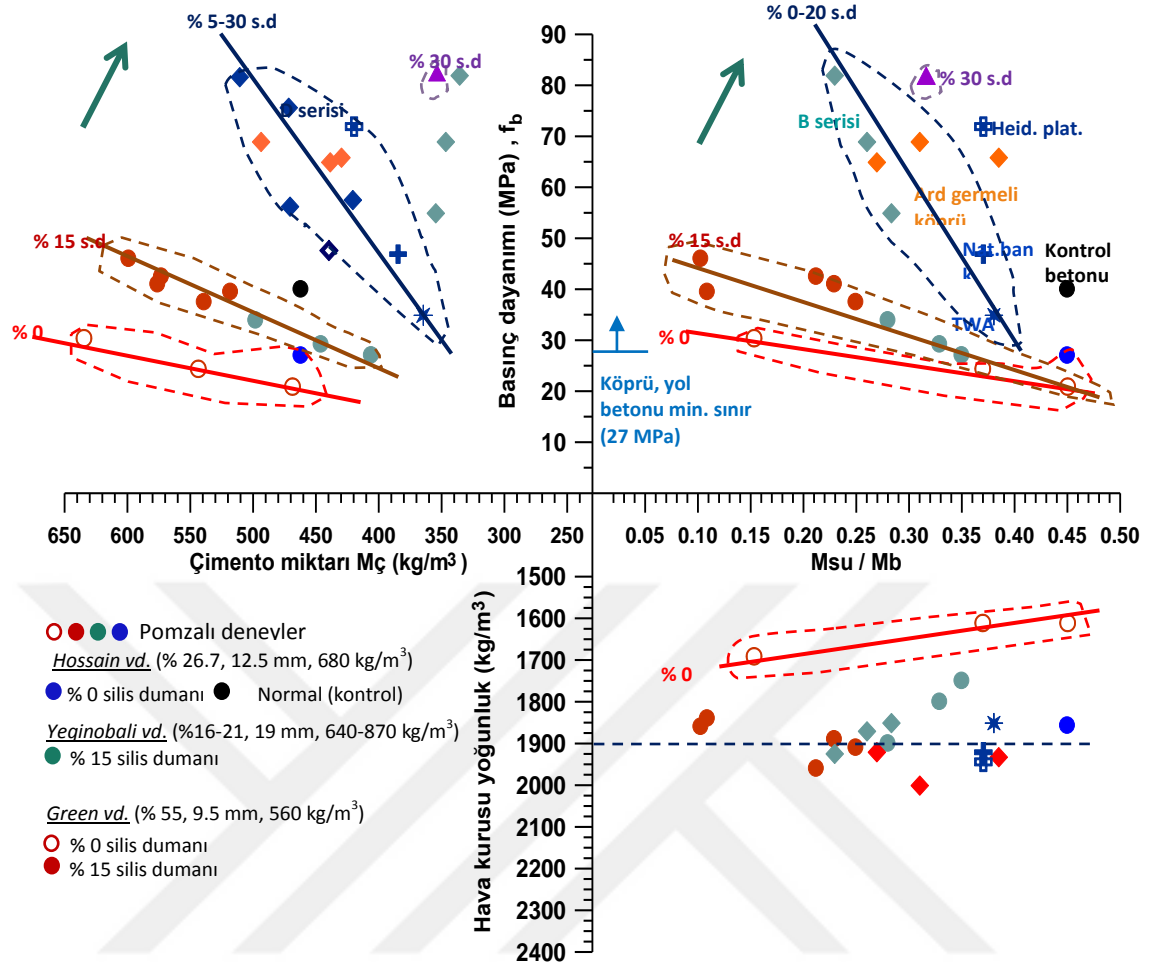 % 5-30 s.d
% 0-20 s.d
% 30 s.d
% 30 s.d
serisi
B serisi
Heid. plat.
Ard germeli
köprü
% 15 s.d
% 15 s.d
Kontrol
betonu
TWA
% 0
% 0
Köprü, yol
betonu min. sınır
(27 MPa)
Basınç dayanımı (MPa) , fb
90
80
70
60
50
40
30
20
10
650 600 550 500 450 400 350 300
0.05 0.10 0.15 0.20 0.25 0.30 0.35 0.40 0.45 0.50
Çimento miktarı Mç (kg/m³ )
Msu / Mb
Hava kurusu yoğunluk (kg/m³)
1500
1600
1700
1800
1900
2000
2100
2200
2300
2400
% 0
Pomzalı denevler
Hossain vd. (% 26.7, 12.5 mm, 680 kg/m³)
% 0 silis dumanı Normal (kontrol)
Yeginobali vd. (%16-21, 19 mm, 640-870 kg/m³)
% 15 silis dumanı
Green vd. (% 55, 9.5 mm, 560 kg/m³)
% 0 silis dumanı
% 15 silis dumanı